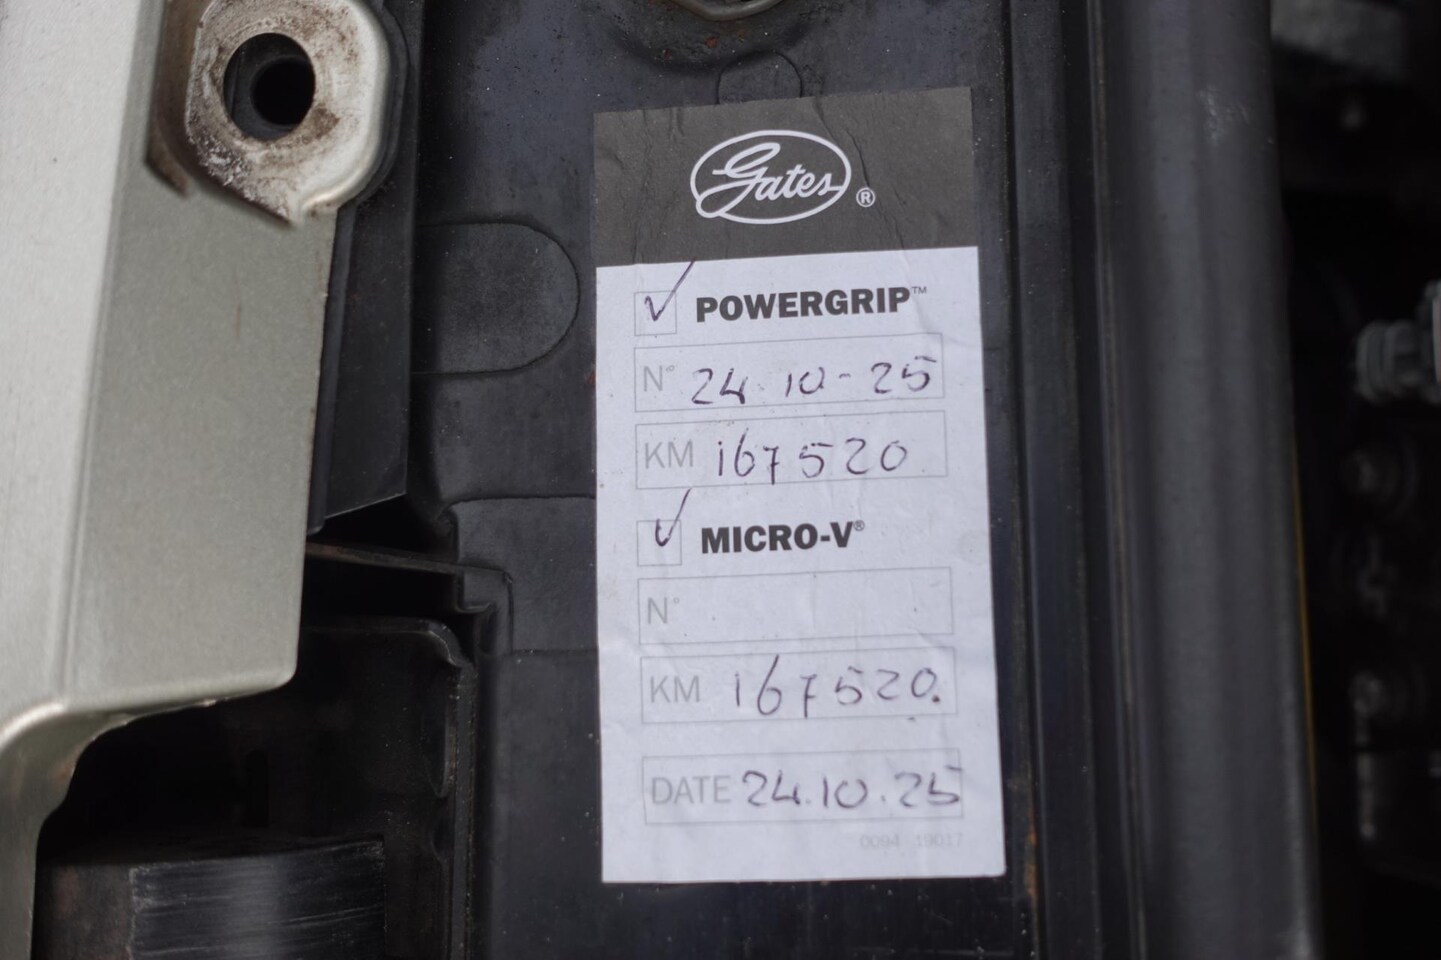 Gates®
POWERGRIP™
N° 24.10-25
KM 167520
MICRO-V®
N°
KM 167520.
DATE 24.10.25
0094 19017